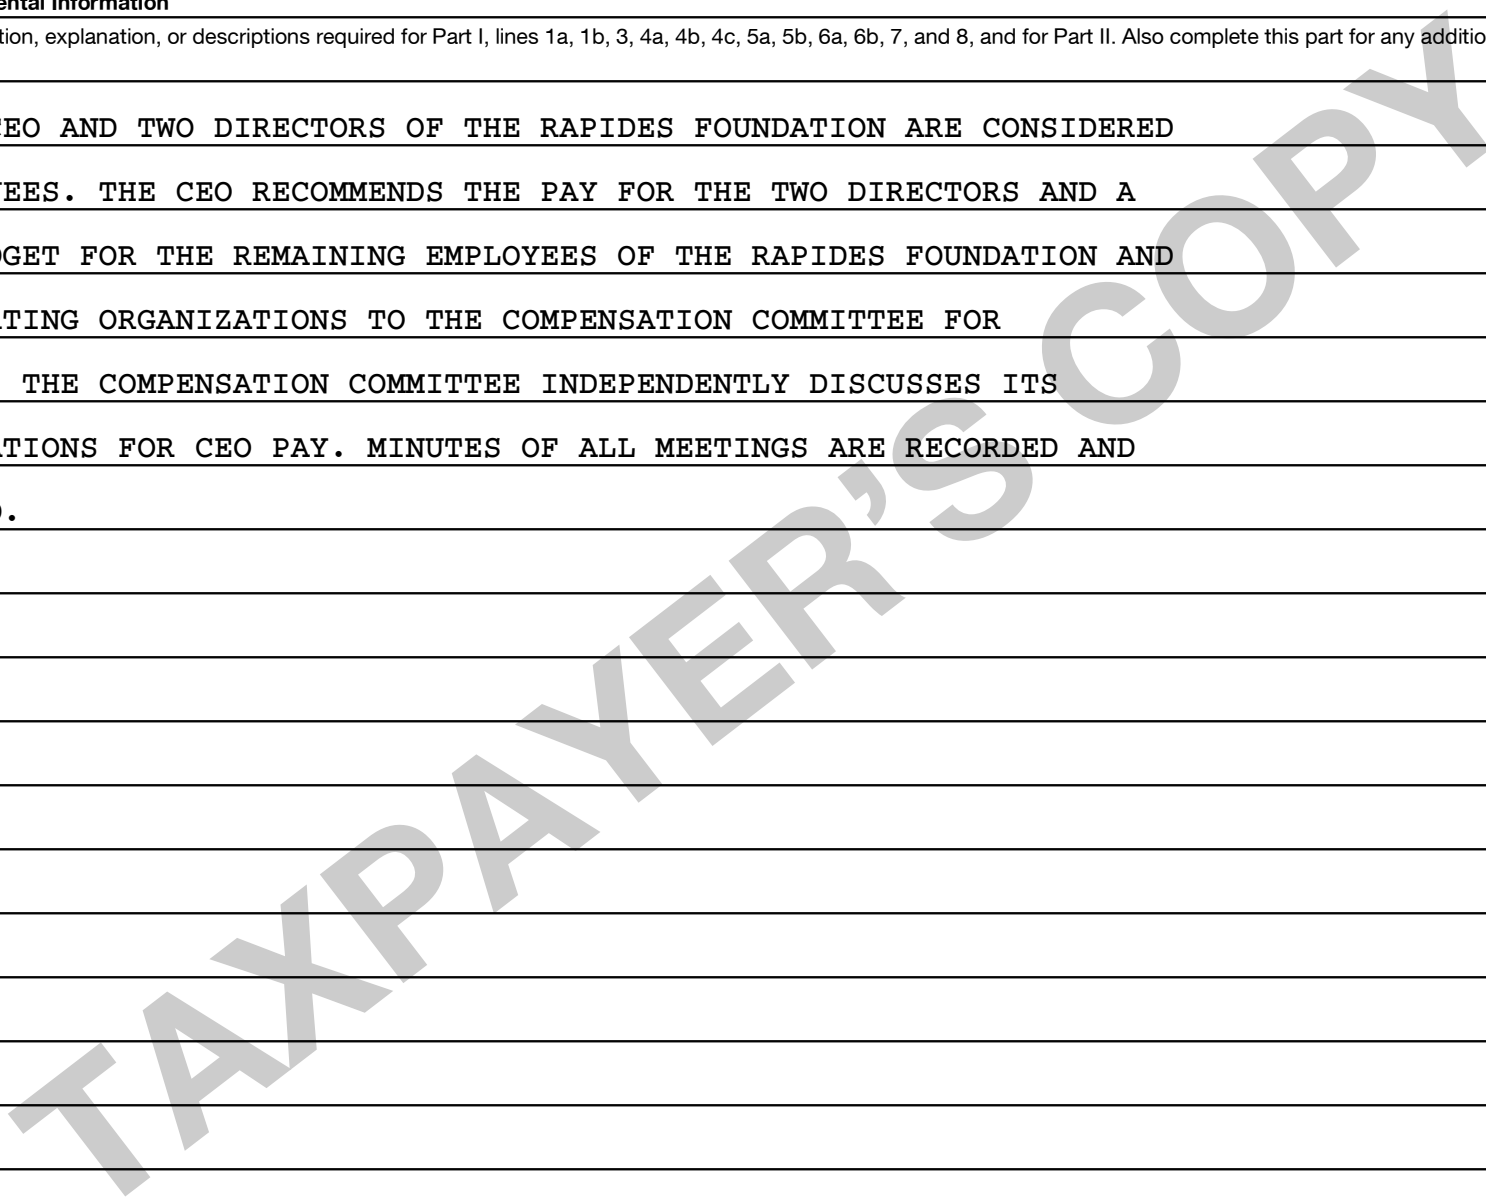 ental Information
tion, explanation, or descriptions required for Part I, lines 1a, 1b, 3, 4a, 4b, 4c, 5a, 5b, 6a, 6b, 7, and 8, and for Part II. Also complete this part for any additio
CEO AND TWO DIRECTORS OF THE RAPIDES FOUNDATION ARE CONSIDERED
YEES. THE CEO RECOMMENDS THE PAY FOR THE TWO DIRECTORS AND A
DGET FOR THE REMAINING EMPLOYEES OF THE RAPIDES FOUNDATION AND
ATING ORGANIZATIONS TO THE COMPENSATION COMMITTEE FOR
THE COMPENSATION COMMITTEE INDEPENDENTLY DISCUSSES ITS
ATIONS FOR CEO PAY. MINUTES OF ALL MEETINGS ARE RECORDED AND
D.
TAXPAYER'S COPY